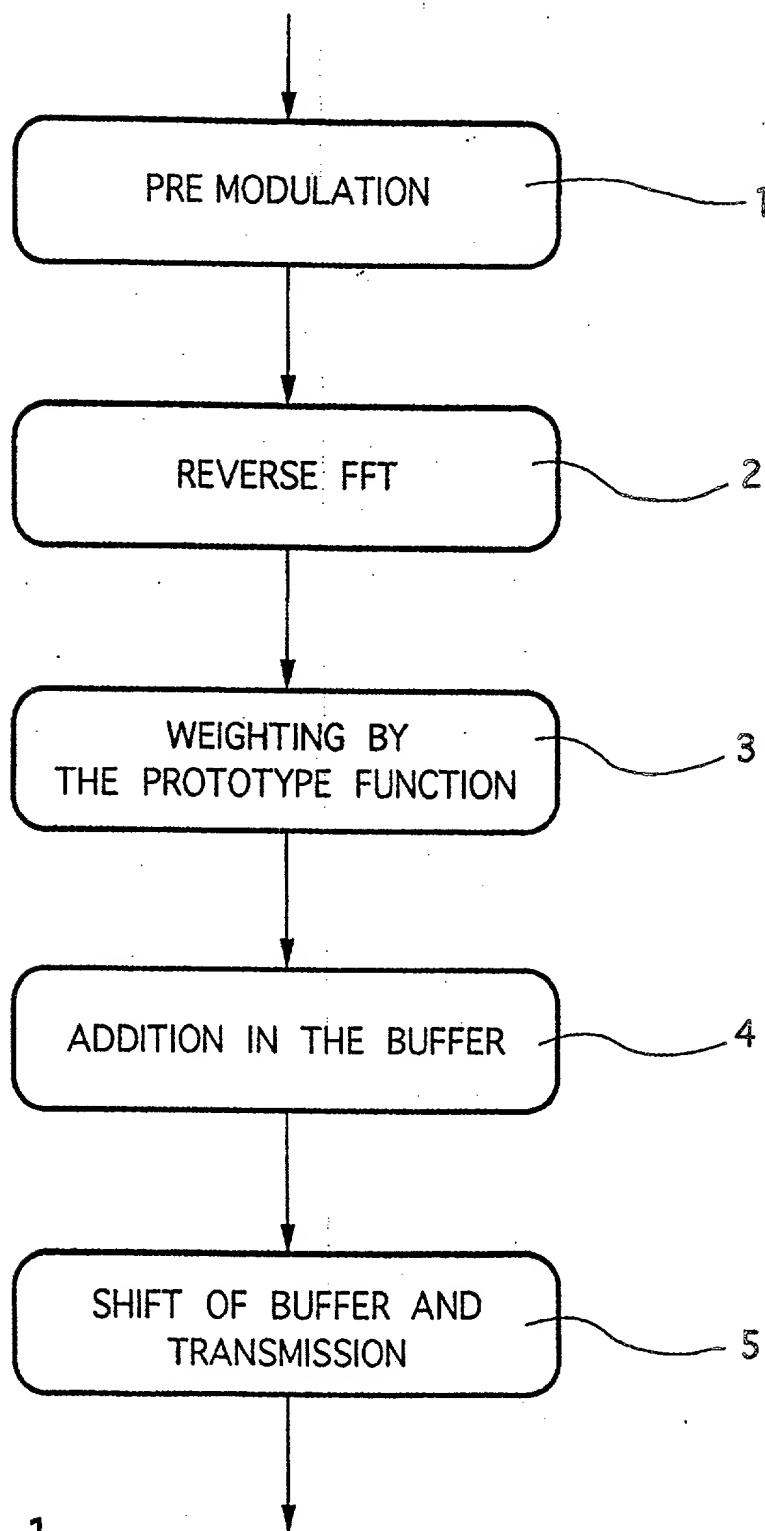 PRE MODULATION
1
REVERSE FFT
2
WEIGHTING BY
THE PROTOTYPE FUNCTION
3
ADDITION IN THE BUFFER
4
SHIFT OF BUFFER AND
TRANSMISSION
5
1